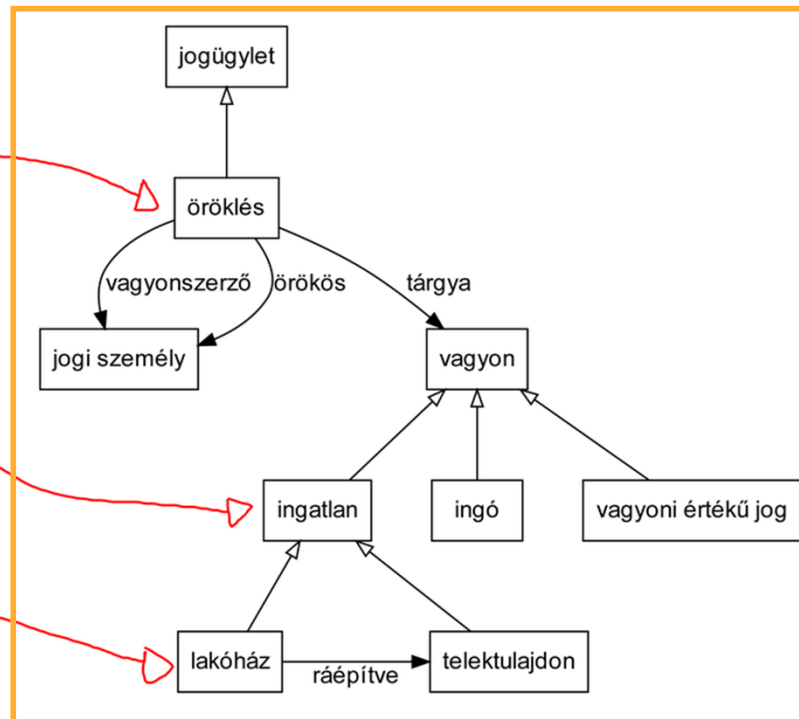 jogügylet
öröklés
vagyonszerző
örökös
tárgya
jogi személy
vagyon
ingatlan
ingó
vagyoni értékű jog
lakóház
ráépítve
telektulajdon